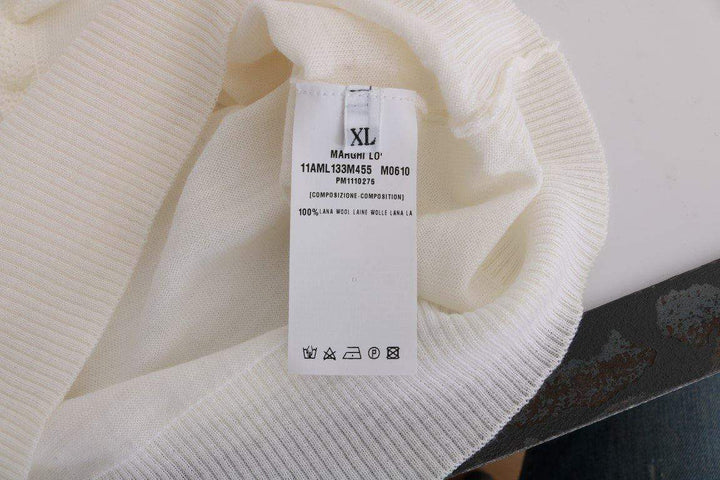 XL
MARGHI LO'
11AML133M455 M0610
PM1110275
[COMPOSIZIONE-COMPOSITION]
100% LANA WOOL LAINE WOLLE LANA LA